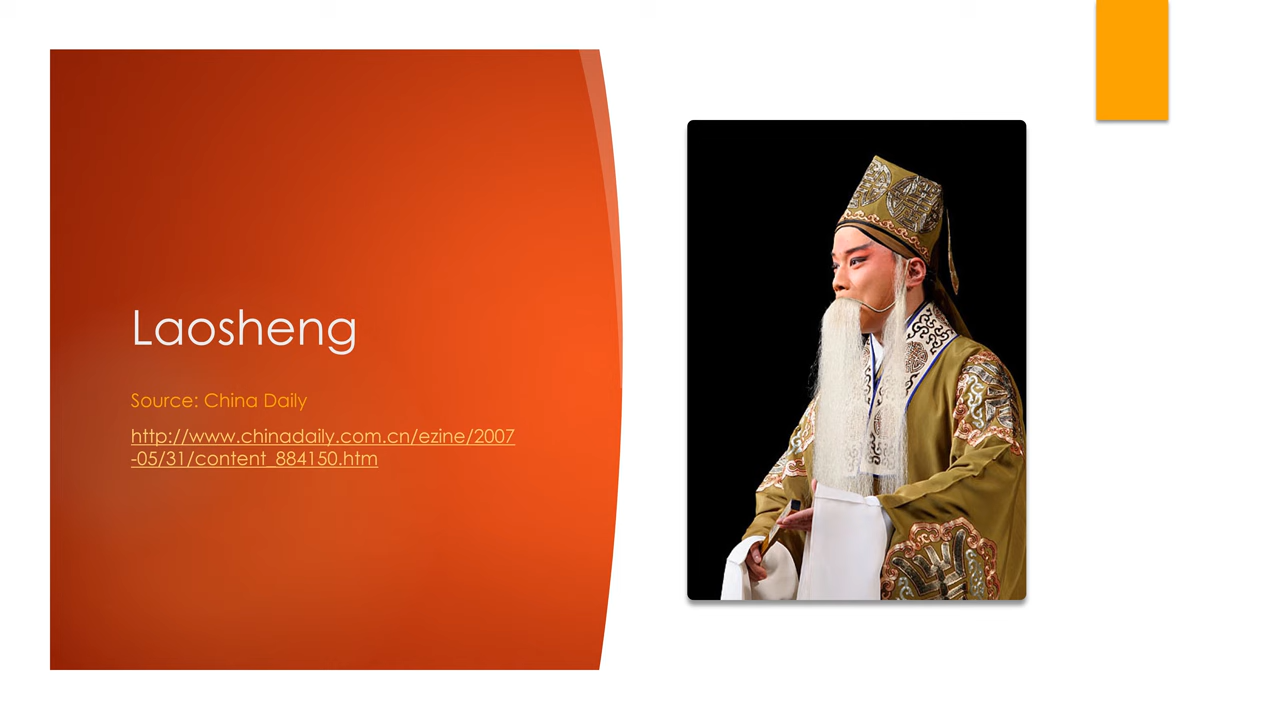 Laosheng
Source: China Daily
http://www.chinadaily.com.cn/ezine/2007
-05/31/content_884150.htm